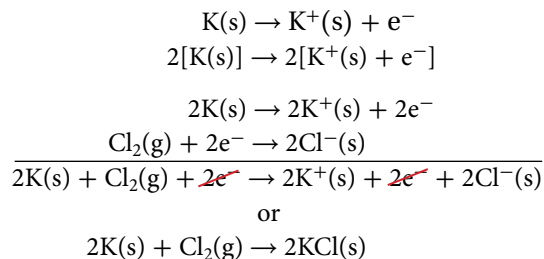 K(s) → K⁺(s) + e⁻
2[K(s)] → 2[K⁺(s) + e⁻]
2K(s) → 2K⁺(s) + 2e⁻
Cl₂(g) + 2e⁻ → 2Cl⁻(s)
2K(s) + Cl₂(g) + 2e⁻ → 2K⁺(s) + 2e⁻ + 2Cl⁻(s)
or
2K(s) + Cl₂(g) → 2KCl(s)